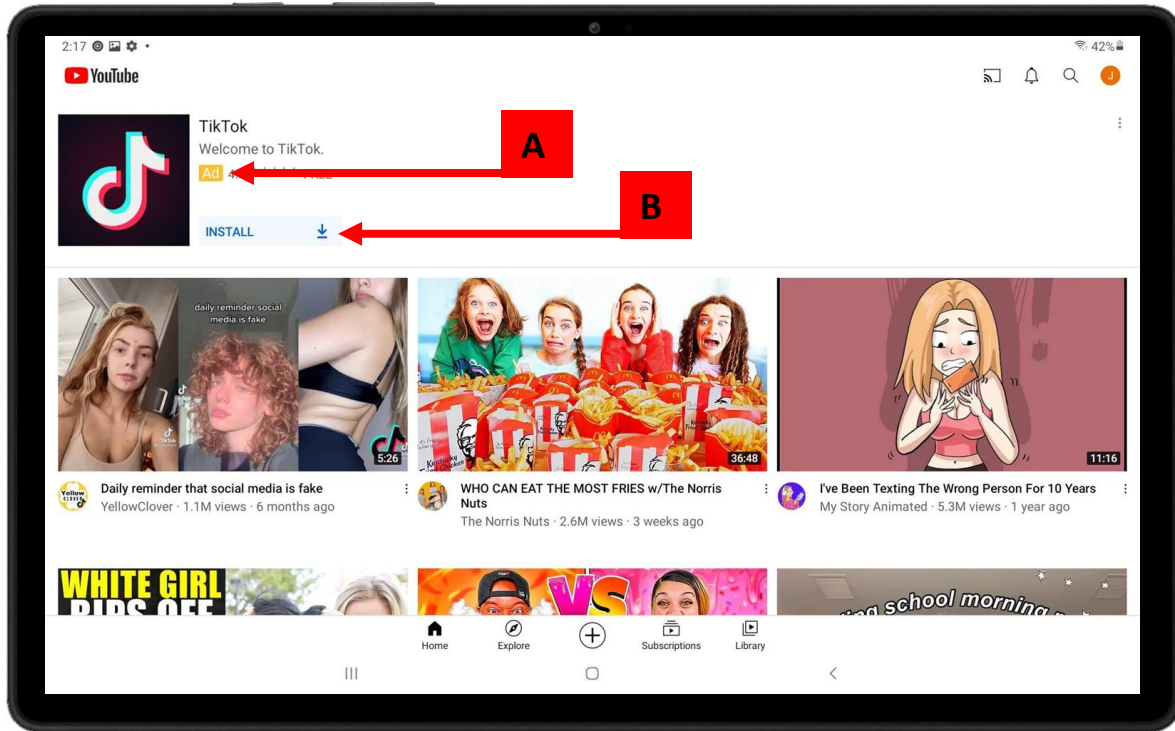 2:17
42%
YouTube
J
TikTok
Welcome to TikTok.
A
Ad
B
INSTALL
daily reminder social
media is fake
TikTok
5:26
36:48
11:16
Daily reminder that social media is fake
YellowClover · 1.1M views · 6 months ago
WHO CAN EAT THE MOST FRIES w/The Norris
Nuts
The Norris Nuts · 2.6M views · 3 weeks ago
I've Been Texting The Wrong Person For 10 Years
My Story Animated · 5.3M views · 1 year ago
WHITE GIRL
RIPS OFF
VS
school morning
Home
Explore
Subscriptions
Library